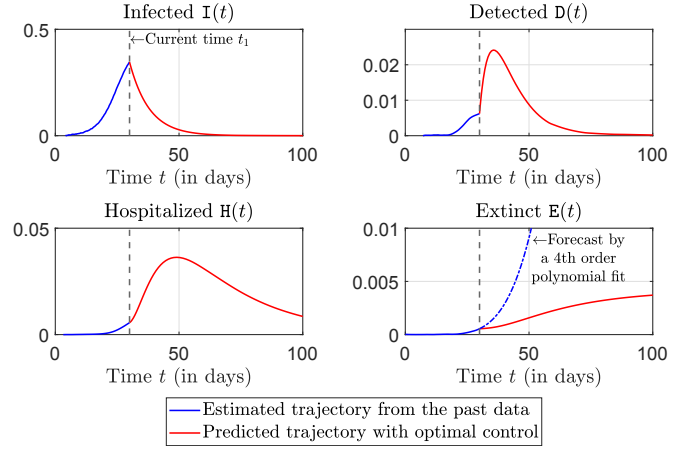 Infected I(t)
0.5
0
←Current time t₁
0 50 100
Time t (in days)
Detected D(t)
0.02
0.01
0
0 50 100
Time t (in days)
Hospitalized H(t)
0.05
0
0 50 100
Time t (in days)
Extinct E(t)
0.01
0.005
0
←Forecast by
a 4th order
polynomial fit
0 50 100
Time t (in days)
Estimated trajectory from the past data
Predicted trajectory with optimal control